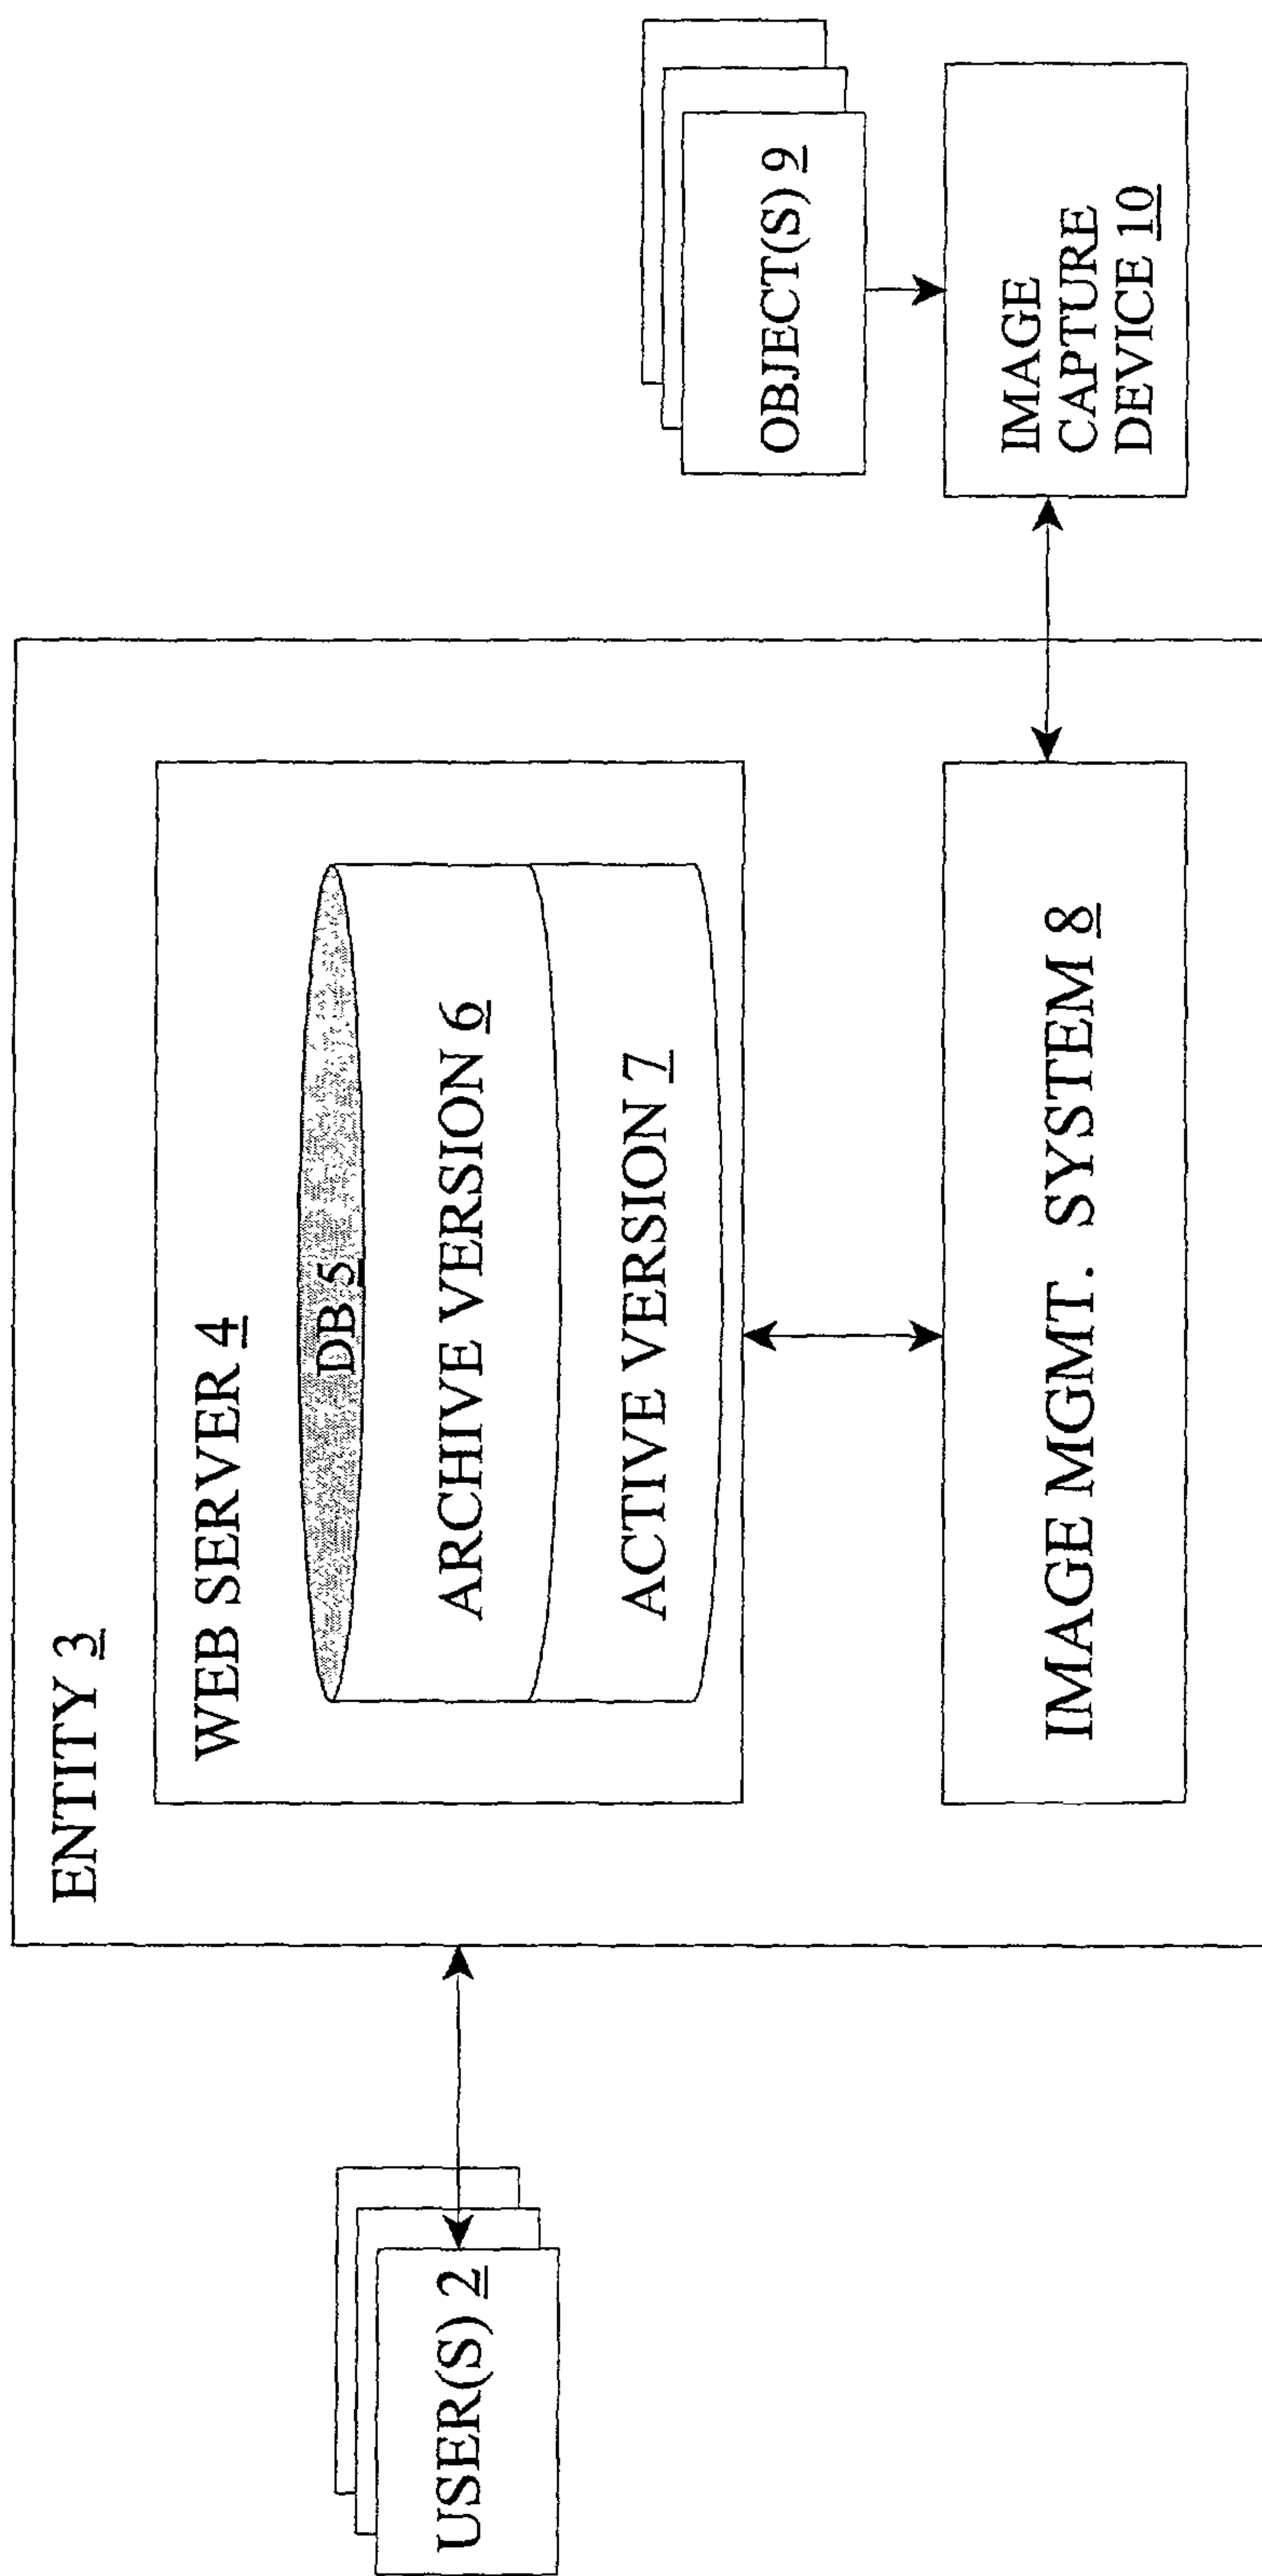 ENTITY 3
WEB SERVER 4
DB 5
ARCHIVE VERSION 6
ACTIVE VERSION 7
USER(S) 2
IMAGE MGMT. SYSTEM 8
OBJECT(S) 9
IMAGE
CAPTURE
DEVICE 10